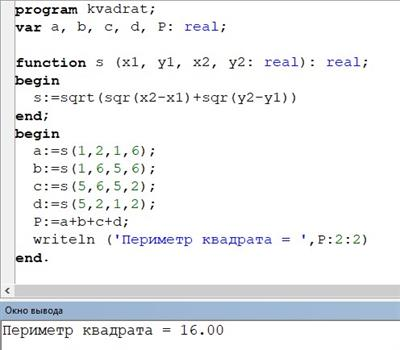 program kvadrat;
var a, b, c, d, P: real;
function s (x1, y1, x2, y2: real): real;
begin
s:=sqrt(sqr(x2-x1)+sqr(y2-y1))
end;
begin
a:=s(1,2,1,6);
b:=s(1,6,5,6);
c:=s(5,6,5,2);
d:=s(5,2,1,2);
P:=a+b+c+d;
writeln ('Периметр квадрата = ',P:2:2)
end.
Окно вывода
Периметр квадрата = 16.00